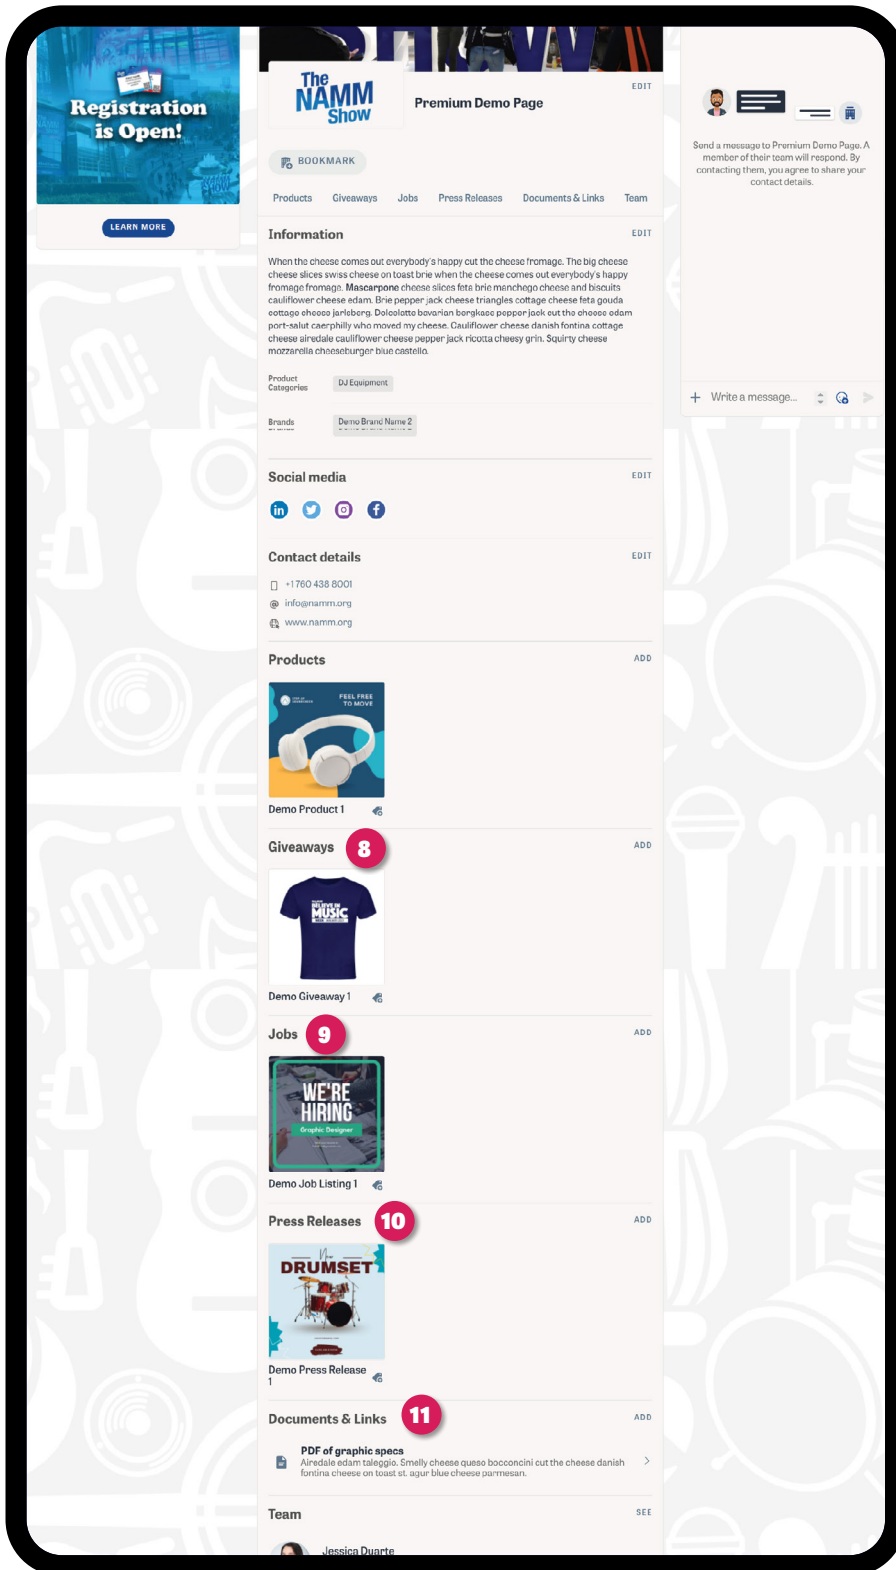 Registration
is Open!
LEARN MORE
SHOW
The
NAMM
Show
Premium Demo Page
EDIT
BOOKMARK
Products Giveaways Jobs Press Releases Documents & Links Team
Information EDIT
When the cheese comes out everybody's happy cut the cheese fromage. The big cheese
cheese slices swiss cheese on toast brie when the cheese comes out everybody's happy
fromage fromage. Mascarpone cheese slices feta brie manchego cheese and biscuits
cauliflower cheese edam. Brie pepper jack cheese triangles cottage cheese feta gouda
cottage cheese jarlsberg. Dolcelatte bavarian bergkase pepper jack cut the cheese edam
port-salut caerphilly who moved my cheese. Cauliflower cheese danish fontina cottage
cheese airedale cauliflower cheese pepper jack ricotta cheesy grin. Squirty cheese
mozzarella cheeseburger blue castello.
Product
Categories
DJ Equipment
Brands
Demo Brand Name 2
Social media EDIT
Contact details EDIT
+1 760 438 8001
info@namm.org
www.namm.org
Products ADD
FEEL FREE
TO MOVE
Demo Product 1
Giveaways 8 ADD
BELIEVE IN
MUSIC
Demo Giveaway 1
Jobs 9 ADD
WE'RE
HIRING
Graphic Designer
Demo Job Listing 1
Press Releases 10 ADD
New
DRUMSET
Demo Press Release
1
Documents & Links 11 ADD
PDF of graphic specs
Airedale edam taleggio. Smelly cheese queso bocconcini cut the cheese danish
fontina cheese on toast st. agur blue cheese parmesan.
Team SEE
Jessica Duarte
Send a message to Premium Demo Page. A
member of their team will respond. By
contacting them, you agree to share your
contact details.
Write a message...